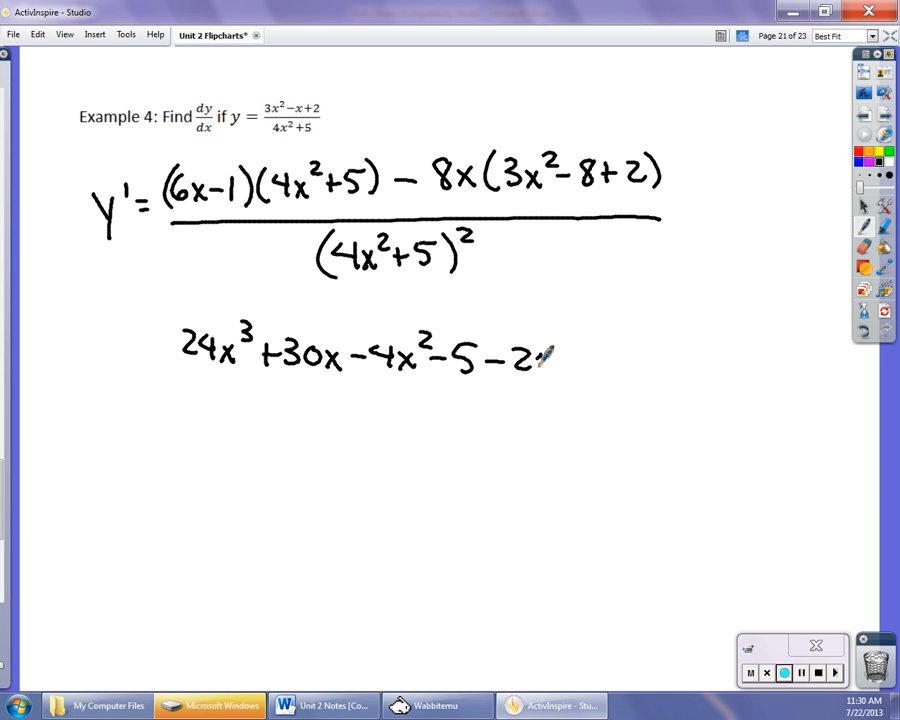 ActivInspire - Studio
File Edit View Insert Tools Help
Unit 2 Flipcharts*
Page 21 of 23
Best Fit
Example 4: Find dy/dx if y = (3x²−x+2)/(4x²+5)
y' = (6x-1)(4x²+5) - 8x(3x²-8+2)
(4x²+5)²
24x³ +30x -4x² -5 -2
M
My Computer Files
Microsoft Windows
Unit 2 Notes [Co...
Wabbitemu
ActivInspire - Stu...
11:30 AM
7/22/2013